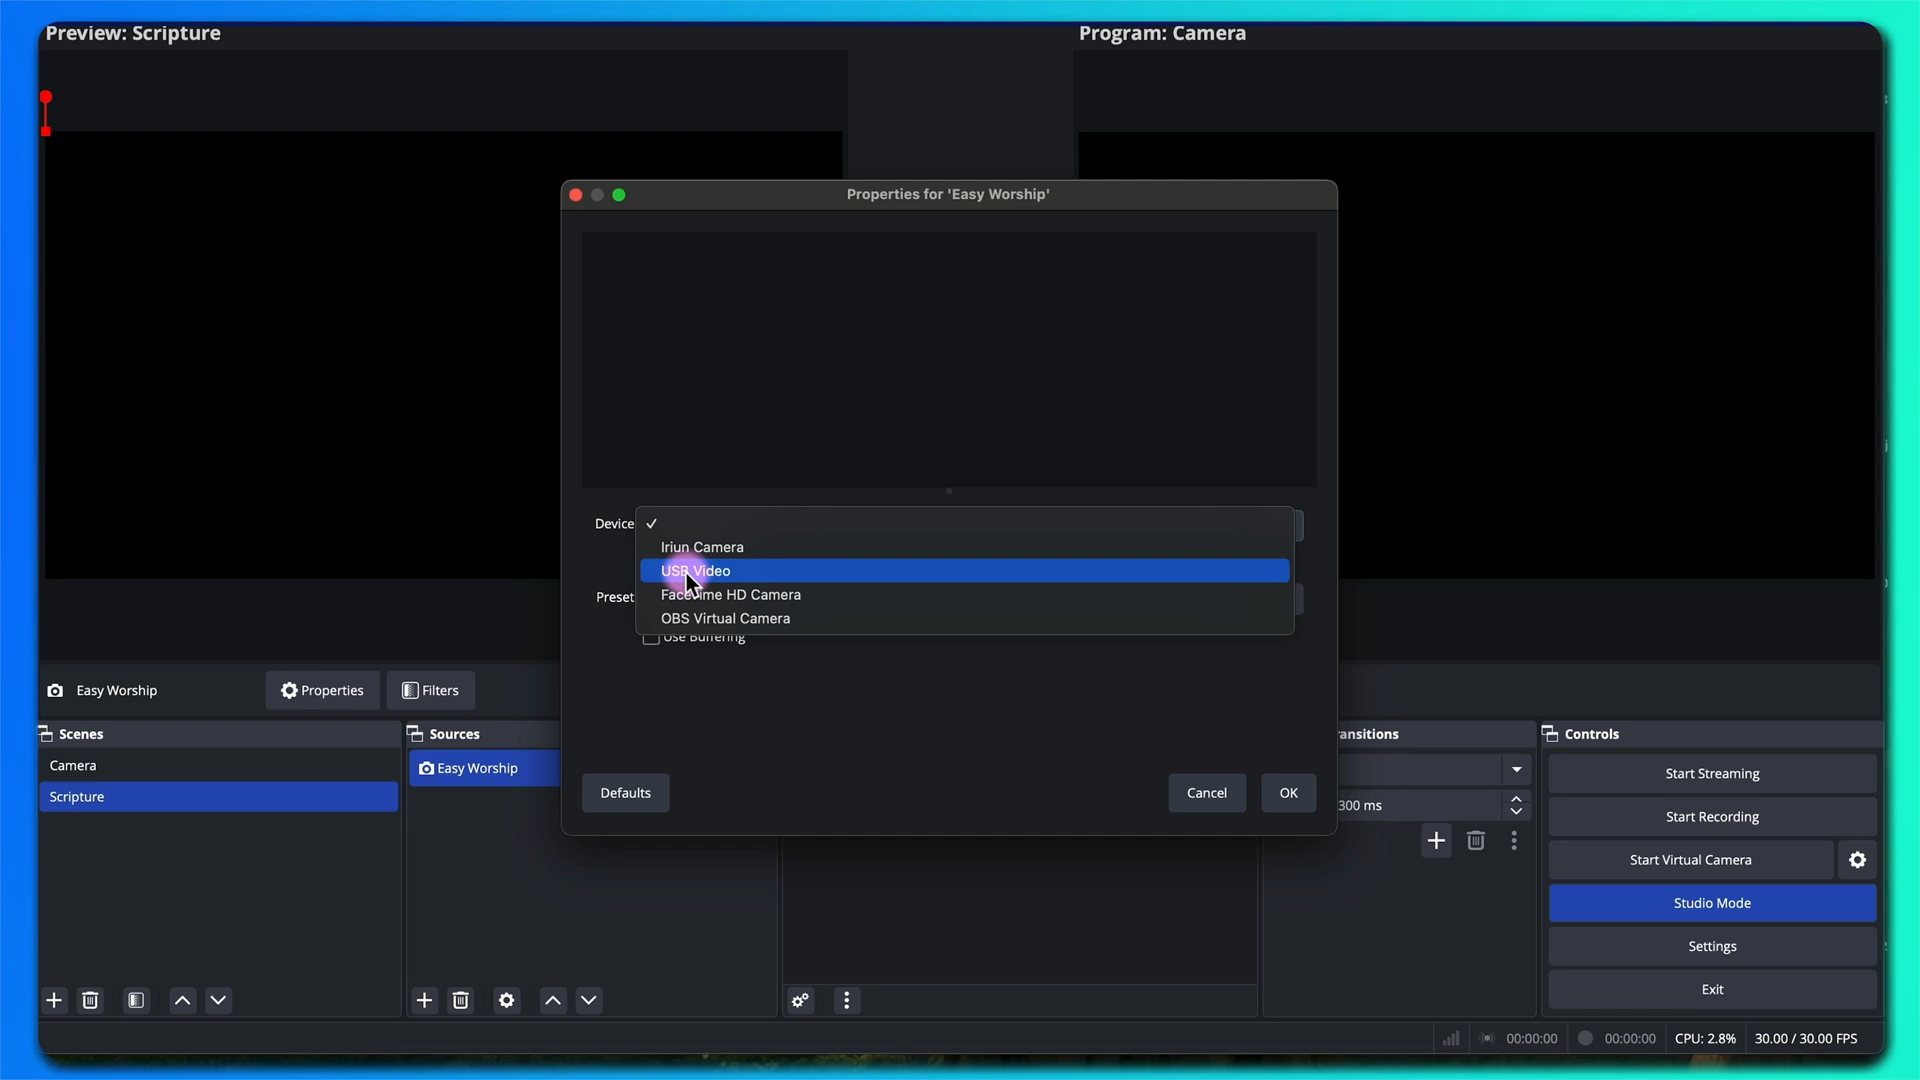 Preview: Scripture
Program: Camera
Properties for 'Easy Worship'
Device
Iriun Camera
USB Video
FaceTime HD Camera
OBS Virtual Camera
Preset
Use Buffering
Defaults
Cancel
OK
Easy Worship
Properties
Filters
Scenes
Camera
Scripture
Sources
Easy Worship
ansitions
300 ms
Controls
Start Streaming
Start Recording
Start Virtual Camera
Studio Mode
Settings
Exit
00:00:00
00:00:00
CPU: 2.8%
30.00 / 30.00 FPS